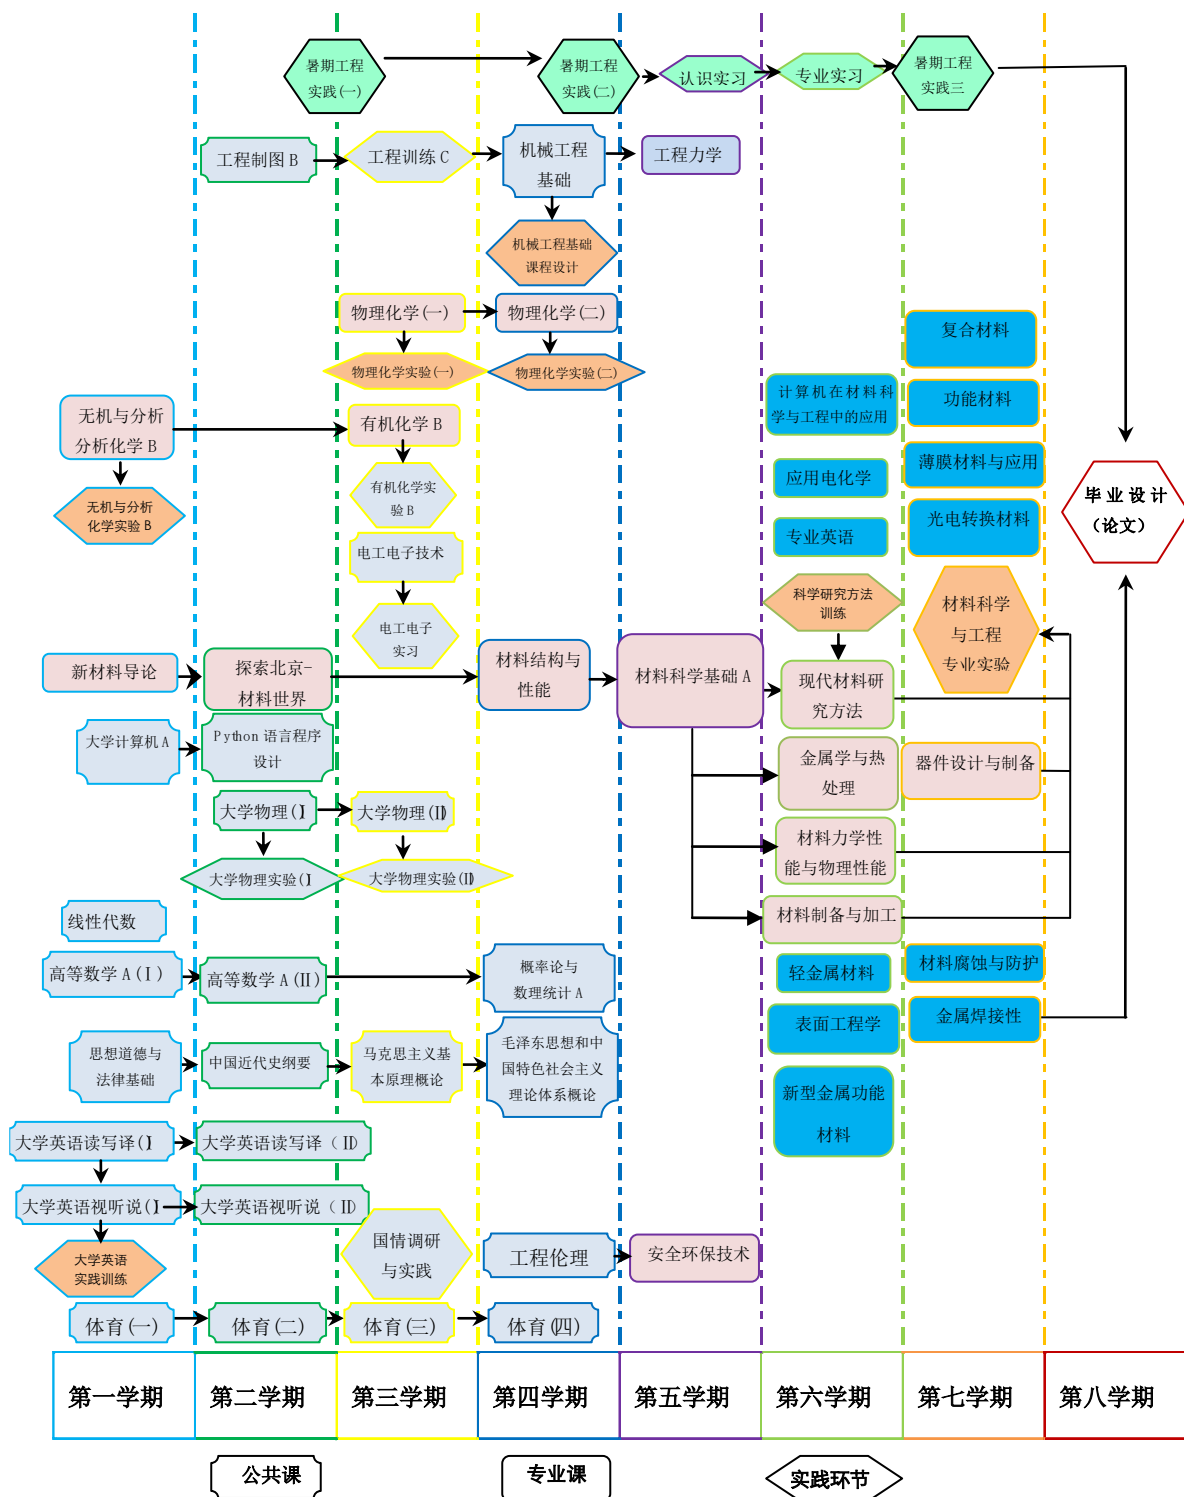 暑期工程
实践(一)
暑期工程
实践(二)
认识实习
专业实习
暑期工程
实践三
工程制图 B
工程训练 C
机械工程
基础
工程力学
机械工程基础
课程设计
物理化学(一)
物理化学(二)
物理化学实验(一)
物理化学实验(二)
复合材料
计算机在材料科
学与工程中的应用
功能材料
无机与分析
分析化学 B
有机化学 B
薄膜材料与应用
应用电化学
毕业设计
(论文)
无机与分析
化学实验 B
有机化学实
验 B
专业英语
光电转换材料
电工电子技术
科学研究方法
训练
材料科学
与工程
专业实验
电工电子
实习
新材料导论
探索北京-
材料世界
材料结构与
性能
材料科学基础 A
现代材料研
究方法
大学计算机 A
Python 语言程序
设计
金属学与热
处理
器件设计与制备
大学物理(I
大学物理(II)
材料力学性
能与物理性能
大学物理实验(I
大学物理实验(II)
线性代数
材料制备与加工
高等数学 A(I)
高等数学 A(II)
概率论与
数理统计 A
轻金属材料
材料腐蚀与防护
表面工程学
金属焊接性
思想道德与
法律基础
中国近代史纲要
马克思主义基
本原理概论
毛泽东思想和中
国特色社会主义
理论体系概论
新型金属功能
材料
大学英语读写译(I
大学英语读写译(II)
大学英语视听说(I
大学英语视听说(II)
大学英语
实践训练
国情调研
与实践
工程伦理
安全环保技术
体育(一)
体育(二)
体育(三)
体育(四)
第一学期
第二学期
第三学期
第四学期
第五学期
第六学期
第七学期
第八学期
公共课
专业课
实践环节